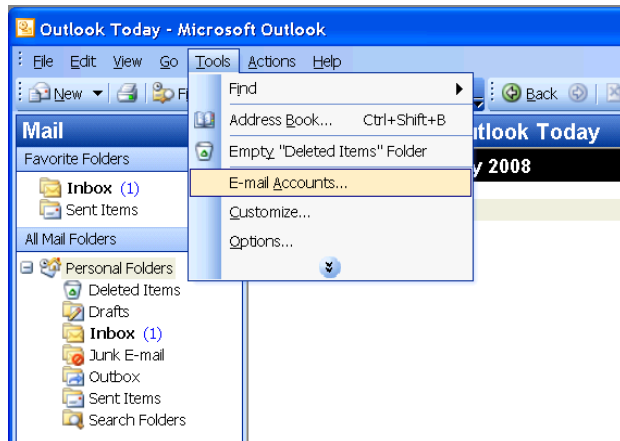 Outlook Today - Microsoft Outlook
File Edit View Go Tools Actions Help
New Back
Find
Address Book... Ctrl+Shift+B
Empty "Deleted Items" Folder
E-mail Accounts...
Customize...
Options...
Mail
Favorite Folders
Inbox (1)
Sent Items
All Mail Folders
Personal Folders
Deleted Items
Drafts
Inbox (1)
Junk E-mail
Outbox
Sent Items
Search Folders
tlook Today
y 2008